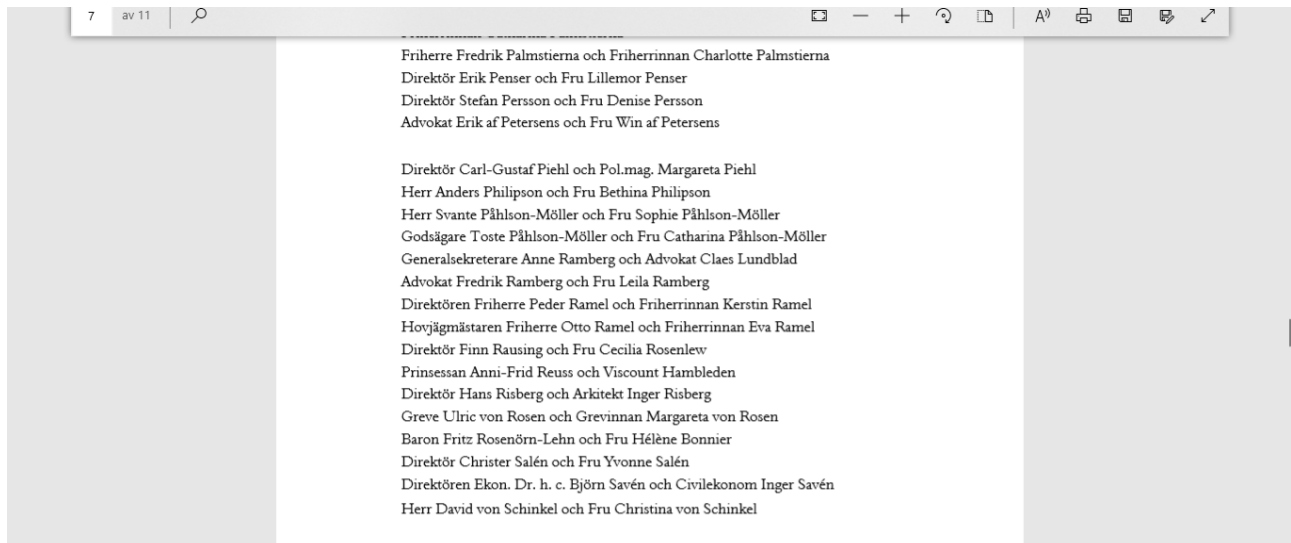 7 av 11
Friherre Fredrik Palmstierna och Friherrinnan Charlotte Palmstierna
Direktör Erik Penser och Fru Lillemor Penser
Direktör Stefan Persson och Fru Denise Persson
Advokat Erik af Petersens och Fru Win af Petersens
Direktör Carl-Gustaf Piehl och Pol.mag. Margareta Piehl
Herr Anders Philipson och Fru Bethina Philipson
Herr Svante Påhlson-Möller och Fru Sophie Påhlson-Möller
Godsägare Toste Påhlson-Möller och Fru Catharina Påhlson-Möller
Generalsekreterare Anne Ramberg och Advokat Claes Lundblad
Advokat Fredrik Ramberg och Fru Leila Ramberg
Direktören Friherre Peder Ramel och Friherrinnan Kerstin Ramel
Hovjägmästaren Friherre Otto Ramel och Friherrinnan Eva Ramel
Direktör Finn Rausing och Fru Cecilia Rosenlew
Prinsessan Anni-Frid Reuss och Viscount Hambleden
Direktör Hans Risberg och Arkitekt Inger Risberg
Greve Ulric von Rosen och Grevinnan Margareta von Rosen
Baron Fritz Rosenörn-Lehn och Fru Hélène Bonnier
Direktör Christer Salén och Fru Yvonne Salén
Direktören Ekon. Dr. h. c. Björn Savén och Civilekonom Inger Savén
Herr David von Schinkel och Fru Christina von Schinkel